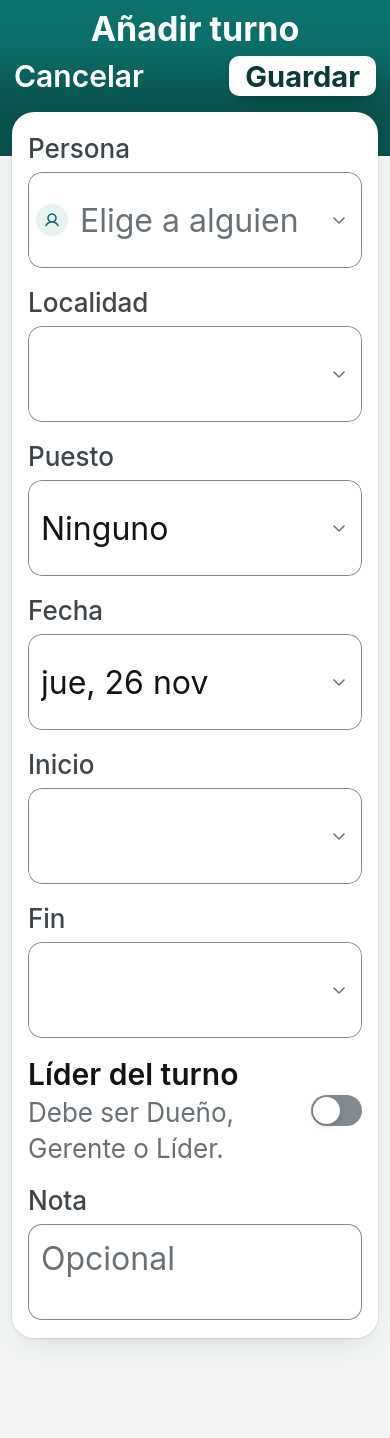 Añadir turno
Cancelar
Guardar
Persona
Elige a alguien
Localidad
Puesto
Ninguno
Fecha
jue, 26 nov
Inicio
Fin
Líder del turno
Debe ser Dueño,
Gerente o Líder.
Nota
Opcional